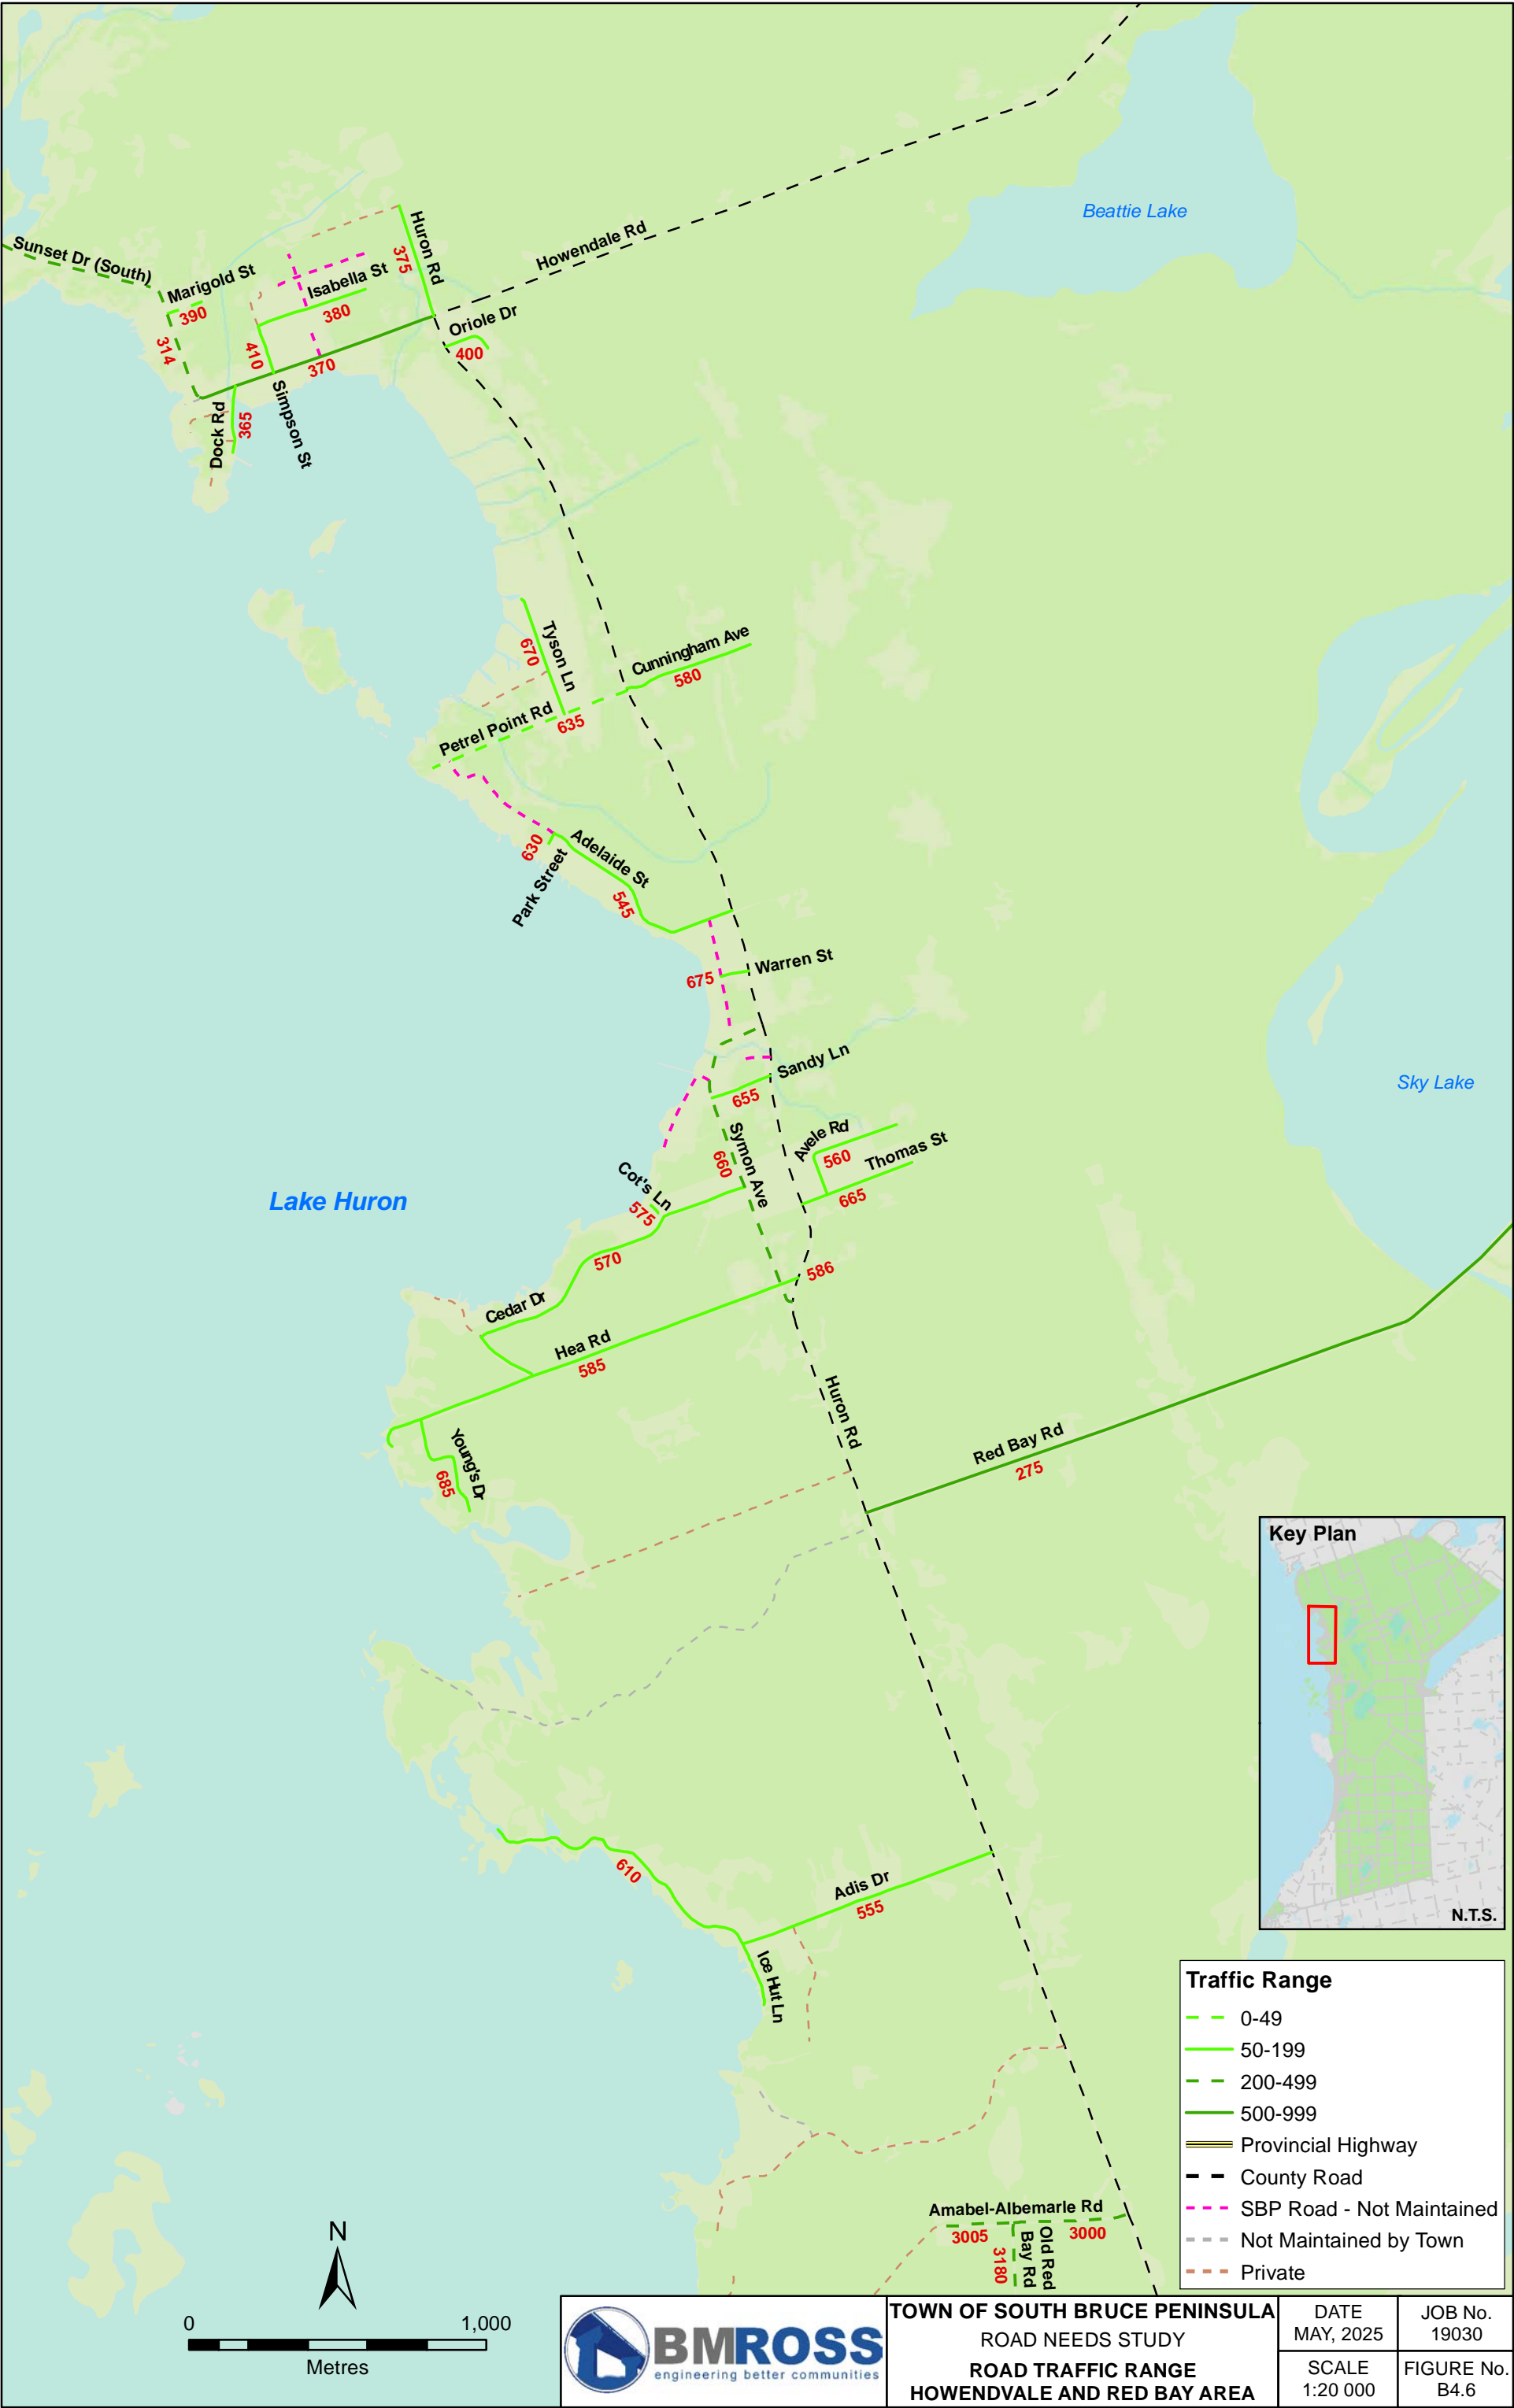 Beattie Lake
Howendale Rd
Huron Rd
375
Sunset Dr (South)
Marigold St
390
Isabella St
380
314
410
370
Oriole Dr
400
Simpson St
Dock Rd
365
Tyson Ln
670
Cunningham Ave
580
Petrel Point Rd
635
630
Park Street
Adelaide St
545
675
Warren St
Sandy Ln
655
Sky Lake
Symon Ave
660
Avele Rd
560
Thomas St
665
Cot's Ln
575
Lake Huron
570
586
Cedar Dr
Hea Rd
585
Huron Rd
Young's Dr
685
Red Bay Rd
275
Key Plan
N.T.S.
610
Adis Dr
555
Ice Hut Ln
Traffic Range
0-49
50-199
200-499
500-999
Provincial Highway
County Road
SBP Road - Not Maintained
Not Maintained by Town
Private
Amabel-Albemarle Rd
3005
3000
3180
Old Red
Bay Rd
N
0 1,000
Metres
BMROSS
engineering better communities
TOWN OF SOUTH BRUCE PENINSULA
ROAD NEEDS STUDY
ROAD TRAFFIC RANGE
HOWENDVALE AND RED BAY AREA
DATE
MAY, 2025
JOB No.
19030
SCALE
1:20 000
FIGURE No.
B4.6